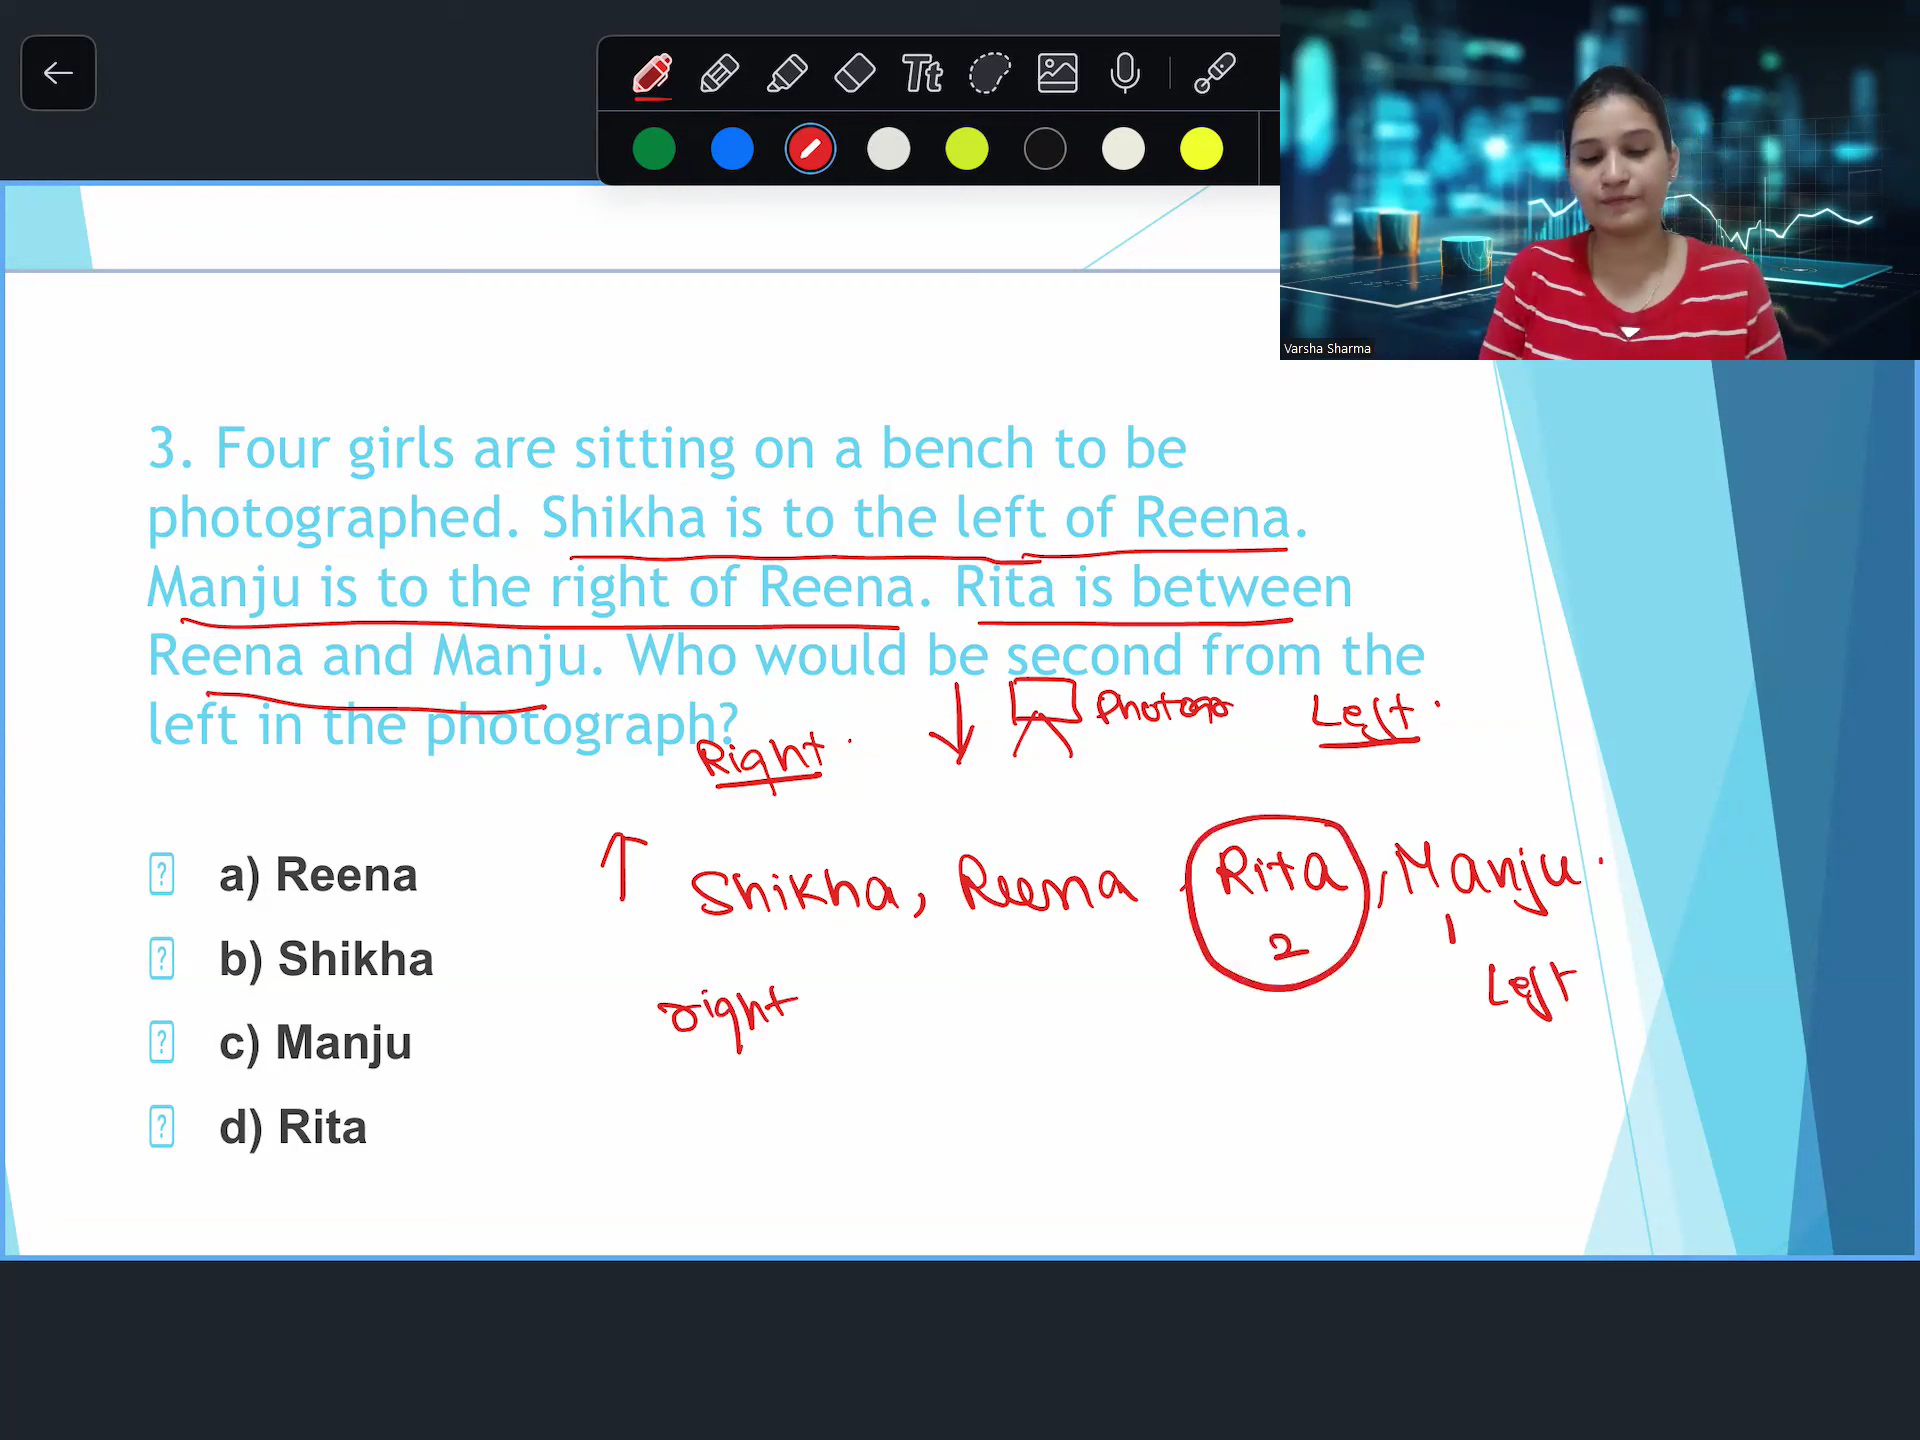 Tt
Varsha Sharma
3. Four girls are sitting on a bench to be
photographed. Shikha is to the left of Reena.
Manju is to the right of Reena. Rita is between
Reena and Manju. Who would be second from the
left in the photograph?
Photogr
Left.
Right.
a) Reena
b) Shikha
c) Manju
d) Rita
Shikha, Reena Rita, Manju.
2
Left
right